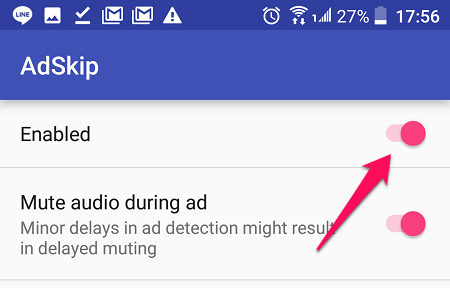 LINE 27% 17:56
AdSkip
Enabled
Mute audio during ad
Minor delays in ad detection might result
in delayed muting